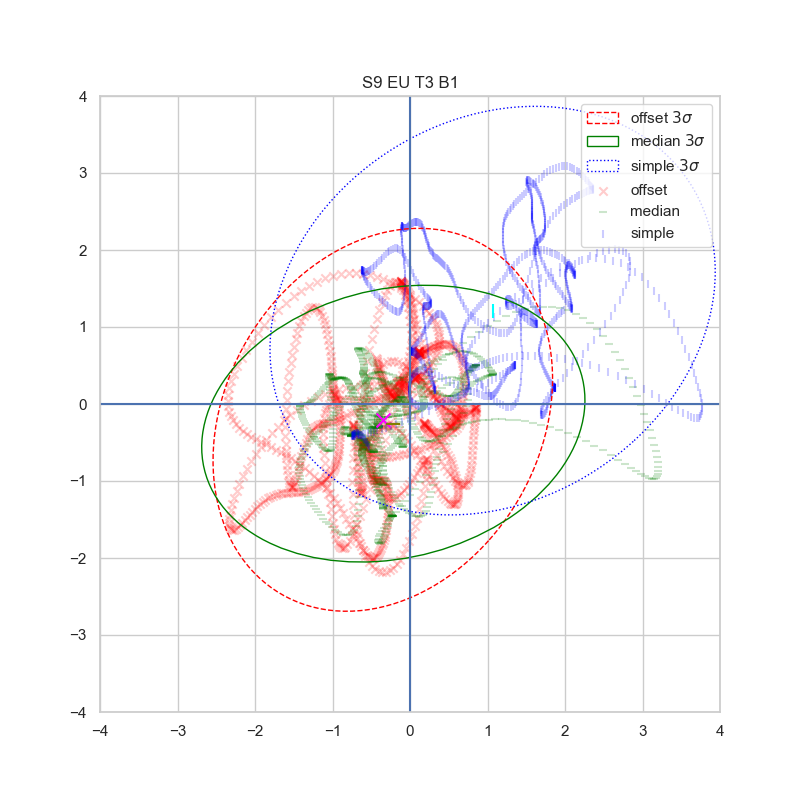 S9 EU T3 B1
4
3
2
1
0
−1
−2
−3
−4
−4
−3
−2
−1
0
1
2
3
4
offset 3σ
median 3σ
simple 3σ
offset
median
simple